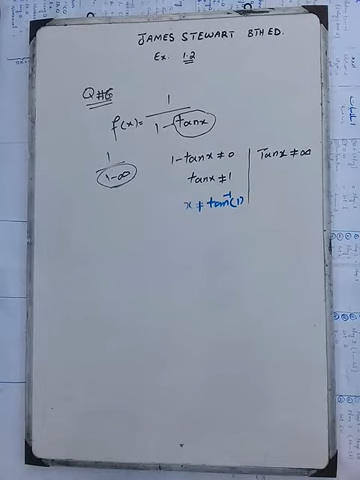 JAMES STEWART 8TH ED.
Ex. 1.2
Q#6
f(x) = 1 / (1 - tanx)
1 / (1-∞)
1-tanx ≠ 0
Tanx ≠ ∞
tanx ≠ 1
x ≠ tan⁻¹(1)